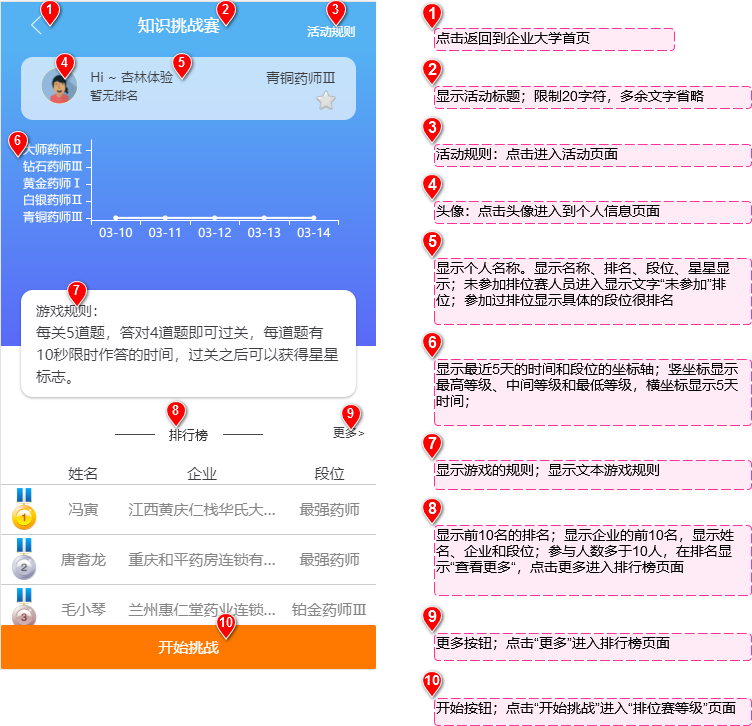 1
2
3
知识挑战赛
活动规则
4
5
Hi ~ 杏林体验
青铜药师Ⅲ
暂无排名
6
大师药师Ⅱ
钻石药师Ⅲ
黄金药师Ⅰ
白银药师Ⅱ
青铜药师Ⅲ
03-10 03-11 03-12 03-13 03-14
7
游戏规则：
每关5道题，答对4道题即可过关，每道题有
10秒限时作答的时间，过关之后可以获得星星
标志。
8
9
排行榜
更多>
姓名 企业 段位
1 冯寅 江西黄庆仁栈华氏大... 最强药师
2 唐耆龙 重庆和平药房连锁有... 最强药师
3 毛小琴 兰州惠仁堂药业连锁... 铂金药师Ⅲ
10
开始挑战
1
点击返回到企业大学首页
2
显示活动标题；限制20字符，多余文字省略
3
活动规则：点击进入活动页面
4
头像：点击头像进入到个人信息页面
5
显示个人名称。显示名称、排名、段位、星星显
示；未参加排位赛人员进入显示文字“未参加”排
位；参加过排位显示具体的段位很排名
6
显示最近5天的时间和段位的坐标轴；竖坐标显示
最高等级、中间等级和最低等级，横坐标显示5天
时间；
7
显示游戏的规则；显示文本游戏规则
8
显示前10名的排名；显示企业的前10名，显示姓
名、企业和段位；参与人数多于10人，在排名显
示“查看更多“，点击更多进入排行榜页面
9
更多按钮；点击“更多”进入排行榜页面
10
开始按钮；点击“开始挑战”进入“排位赛等级”页面